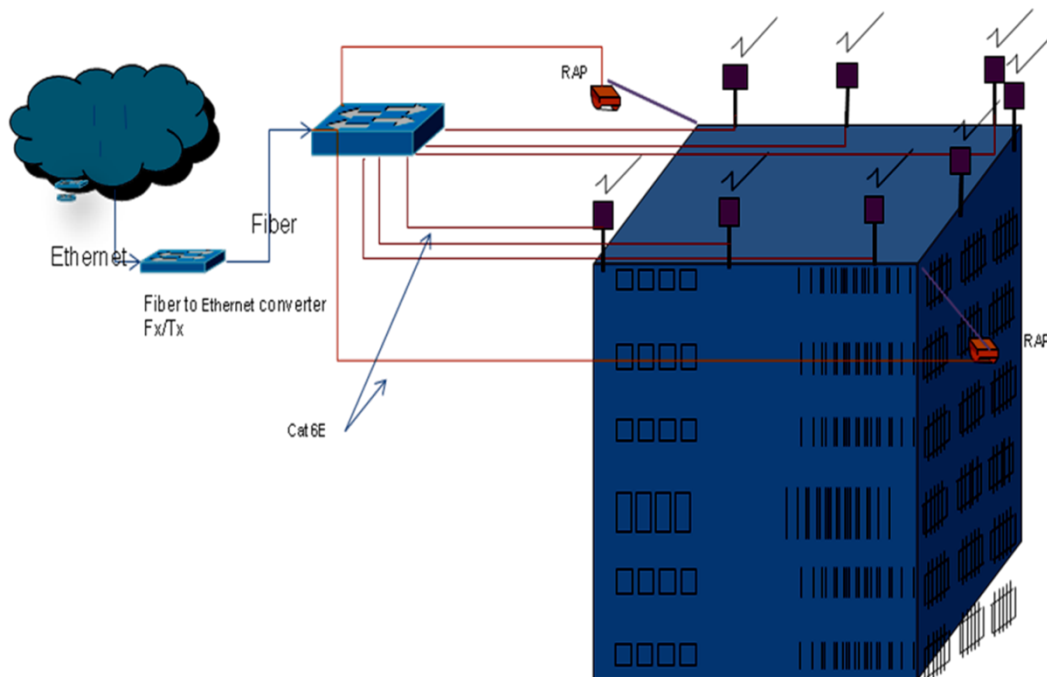 RAP
Fiber
Ethernet
Fiber to Ethernet converter
Fx/Tx
RAP
Cat 6E